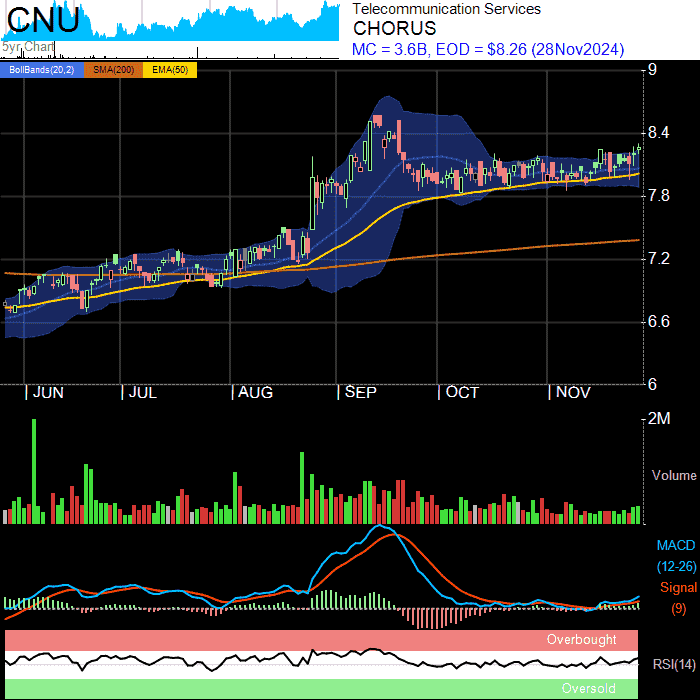 CNU
5yr Chart
Telecommunication Services
CHORUS
MC = 3.6B, EOD = $8.26 (28Nov2024)
BollBands(20,2) SMA(200) EMA(50)
9
8.4
7.8
7.2
6.6
6
JUN JUL AUG SEP OCT NOV
2M
Volume
MACD
(12-26)
Signal
(9)
Overbought
RSI(14)
Oversold